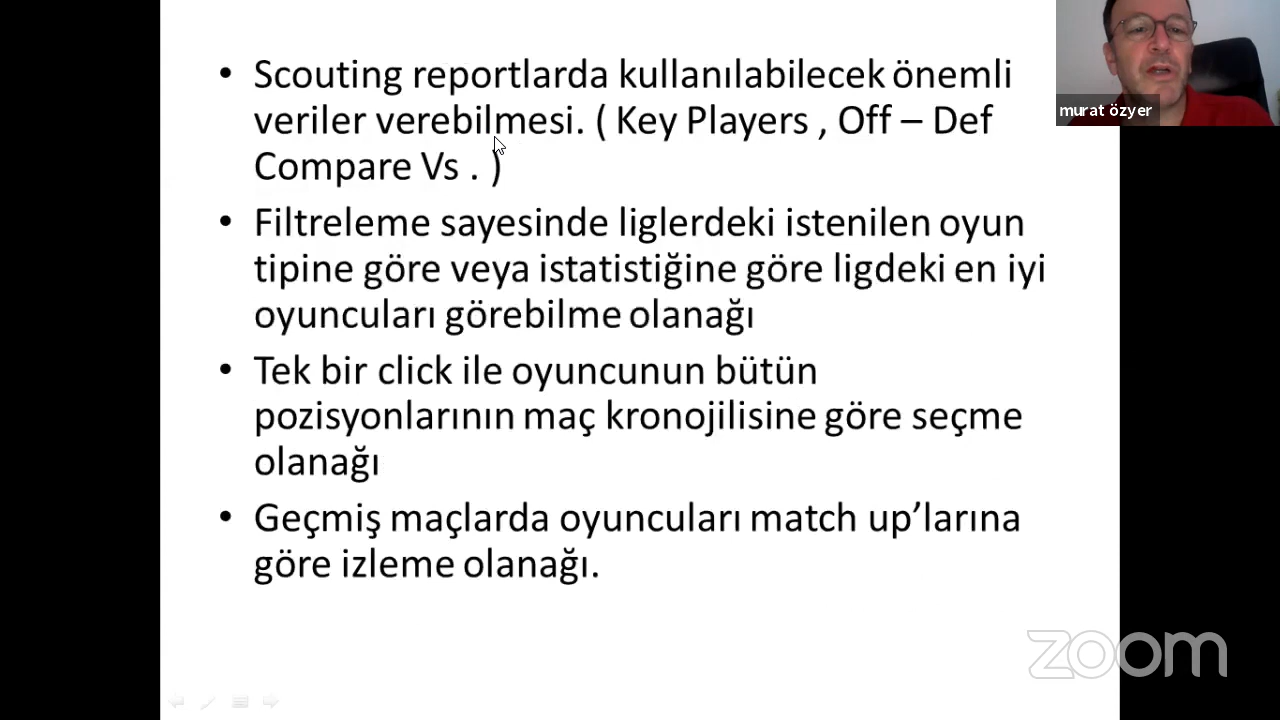 • Scouting reportlarda kullanılabilecek önemli
veriler verebilmesi. ( Key Players , Off – Def
Compare Vs . )
• Filtreleme sayesinde liglerdeki istenilen oyun
tipine göre veya istatistiğine göre ligdeki en iyi
oyuncuları görebilme olanağı
• Tek bir click ile oyuncunun bütün
pozisyonlarının maç kronojilisine göre seçme
olanağı
• Geçmiş maçlarda oyuncuları match up’larına
göre izleme olanağı.
murat özyer
zoom